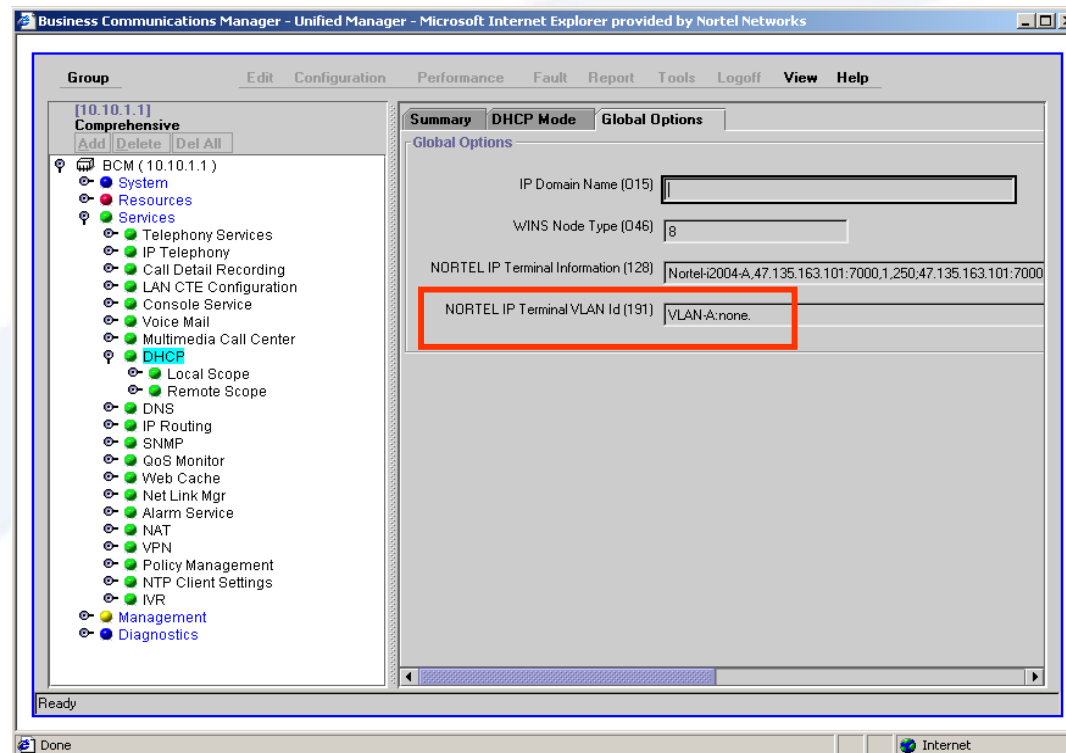 Business Communications Manager - Unified Manager - Microsoft Internet Explorer provided by Nortel Networks
Group Edit Configuration Performance Fault Report Tools Logoff View Help
[10.10.1.1]
Comprehensive
Add Delete Del All
BCM ( 10.10.1.1 )
System
Resources
Services
Telephony Services
IP Telephony
Call Detail Recording
LAN CTE Configuration
Console Service
Voice Mail
Multimedia Call Center
DHCP
Local Scope
Remote Scope
DNS
IP Routing
SNMP
QoS Monitor
Web Cache
Net Link Mgr
Alarm Service
NAT
VPN
Policy Management
NTP Client Settings
IVR
Management
Diagnostics
Summary DHCP Mode Global Options
Global Options
IP Domain Name (015)
WINS Node Type (046) 8
NORTEL IP Terminal Information (128) Nortel-i2004-A,47.135.163.101:7000,1,250;47.135.163.101:7000
NORTEL IP Terminal VLAN Id (191) VLAN-A:none.
Ready
Done Internet